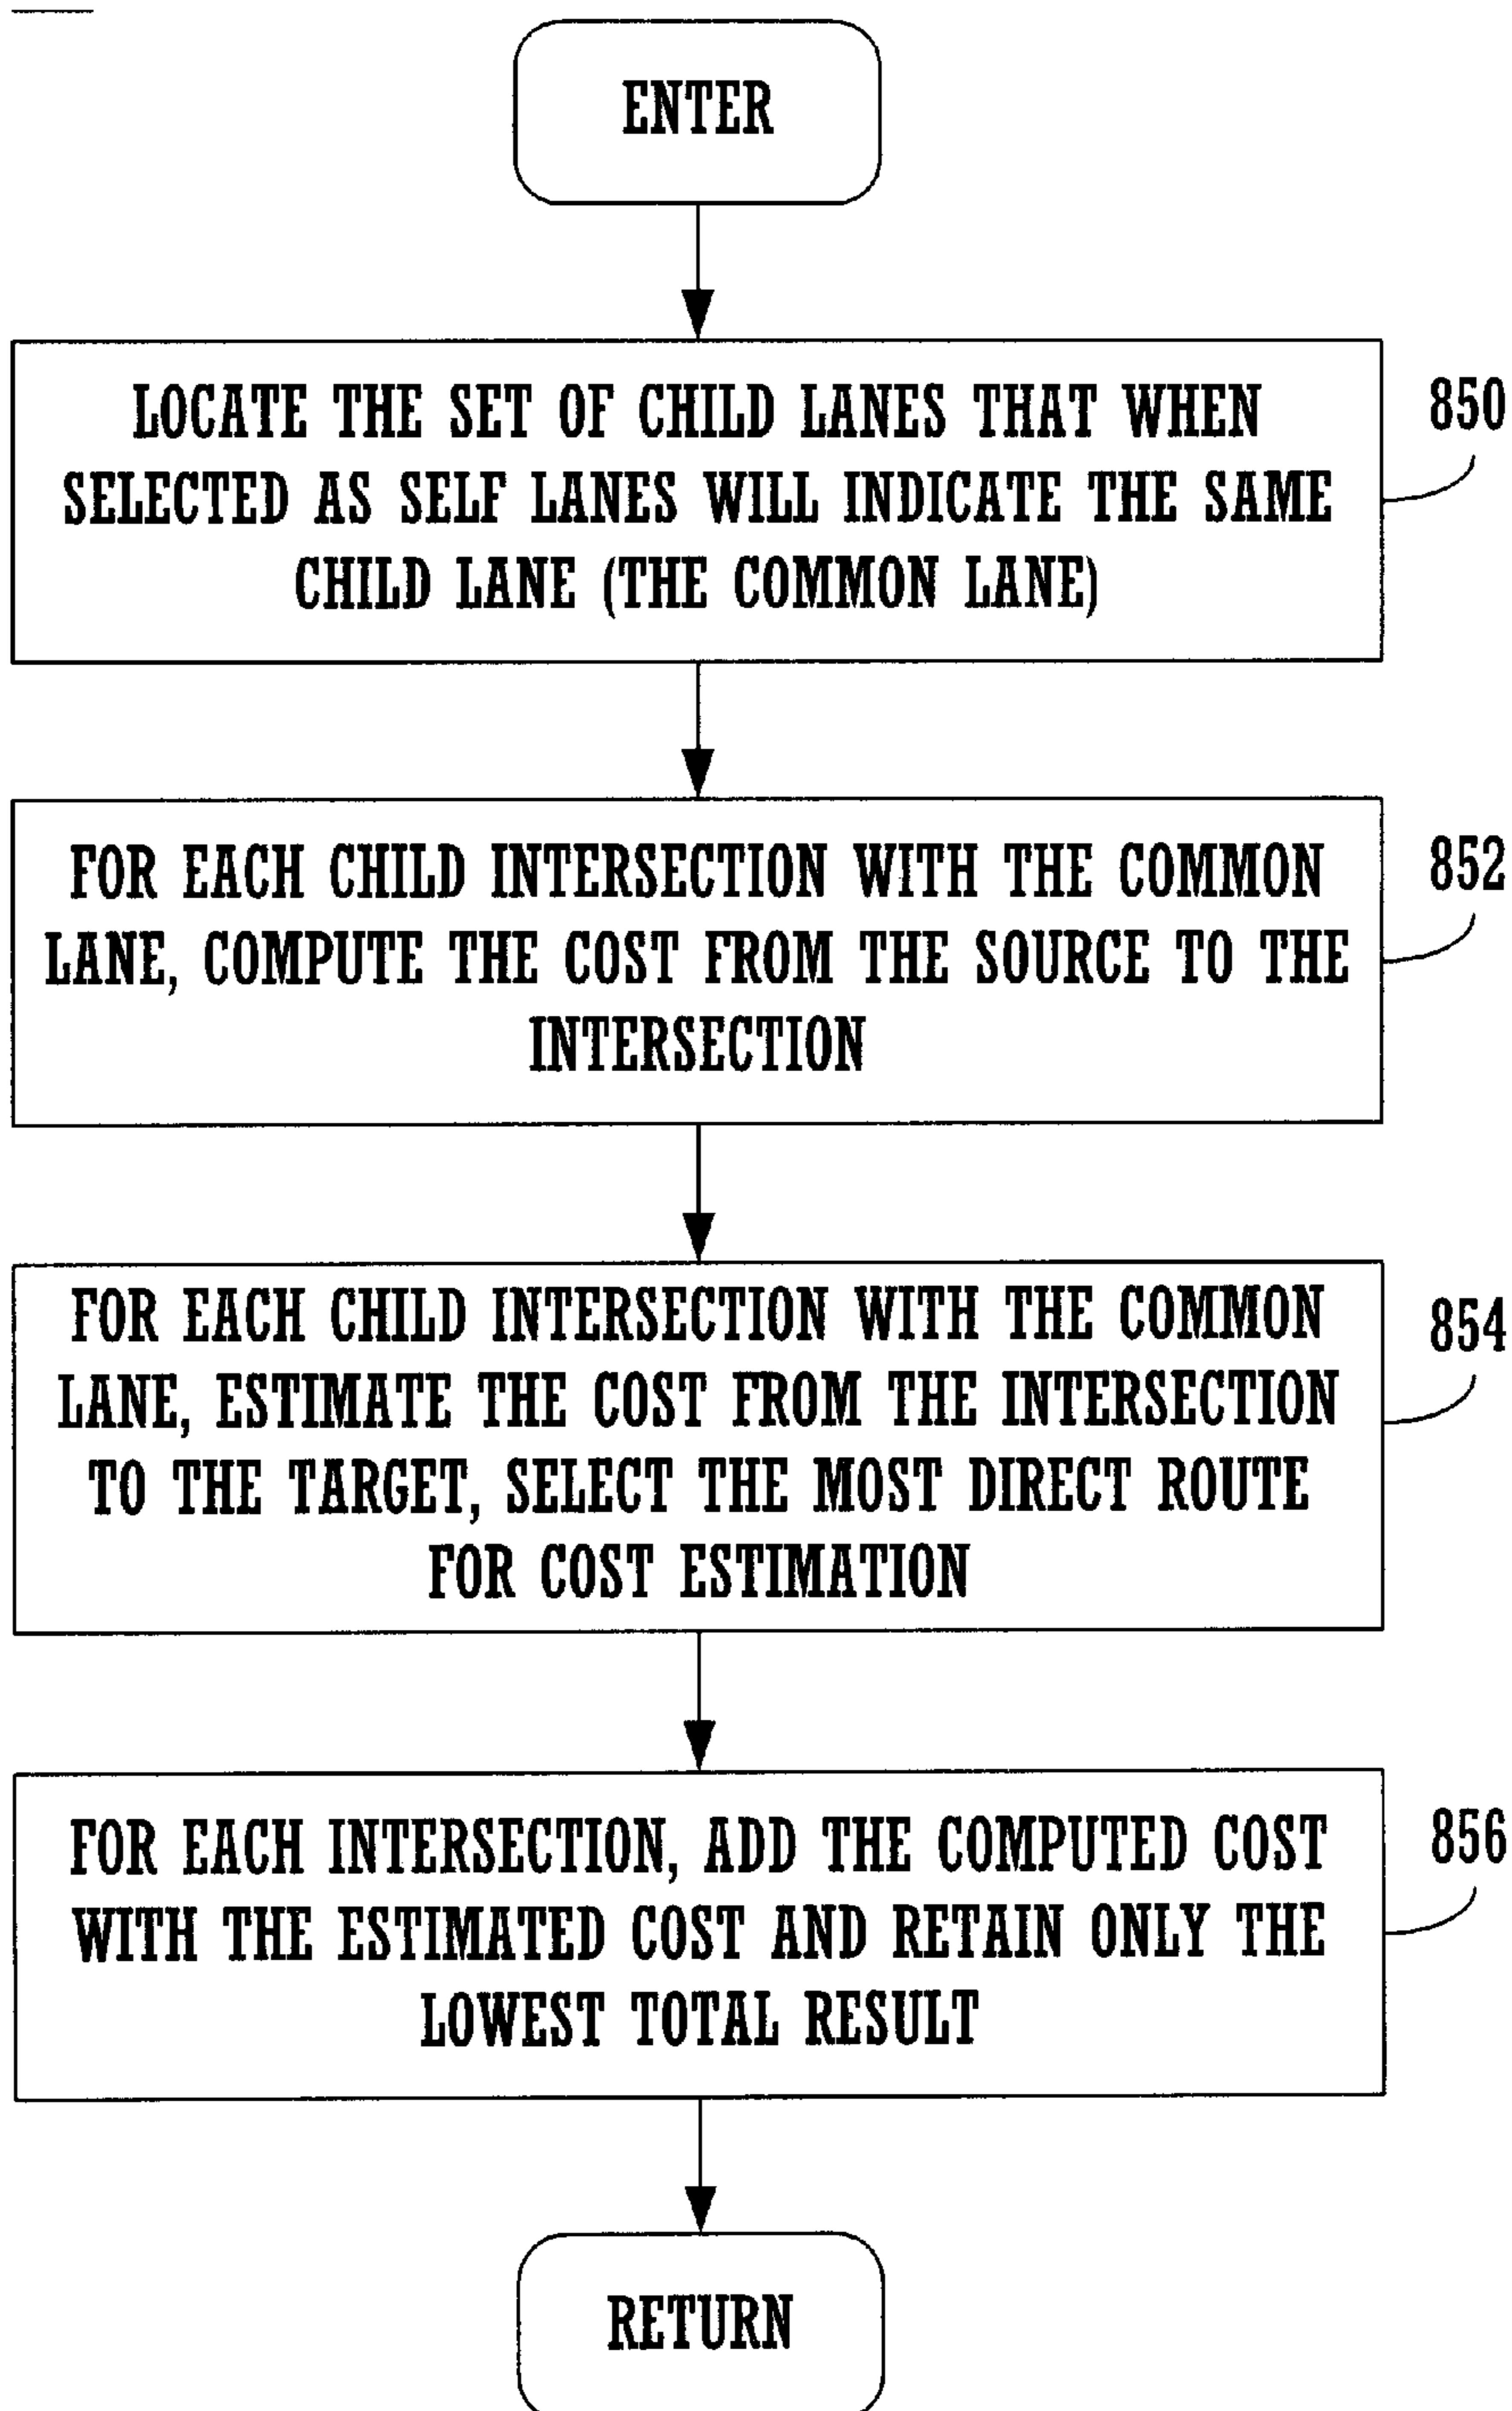 ENTER
LOCATE THE SET OF CHILD LANES THAT WHEN
SELECTED AS SELF LANES WILL INDICATE THE SAME
CHILD LANE (THE COMMON LANE)
850
FOR EACH CHILD INTERSECTION WITH THE COMMON
LANE, COMPUTE THE COST FROM THE SOURCE TO THE
INTERSECTION
852
FOR EACH CHILD INTERSECTION WITH THE COMMON
LANE, ESTIMATE THE COST FROM THE INTERSECTION
TO THE TARGET, SELECT THE MOST DIRECT ROUTE
FOR COST ESTIMATION
854
FOR EACH INTERSECTION, ADD THE COMPUTED COST
WITH THE ESTIMATED COST AND RETAIN ONLY THE
LOWEST TOTAL RESULT
856
RETURN